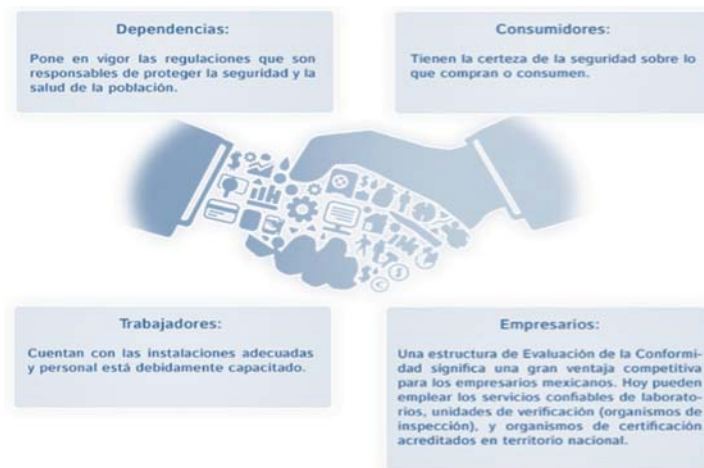 Dependencias:
Pone en vigor las regulaciones que son
responsables de proteger la seguridad y la
salud de la población.
Consumidores:
Tienen la certeza de la seguridad sobre lo
que compran o consumen.
Trabajadores:
Cuentan con las instalaciones adecuadas
y personal está debidamente capacitado.
Empresarios:
Una estructura de Evaluación de la Conformi-
dad significa una gran ventaja competitiva
para los empresarios mexicanos. Hoy pueden
emplear los servicios confiables de laborato-
rios, unidades de verificación (organismos de
inspección), y organismos de certificación
acreditados en territorio nacional.